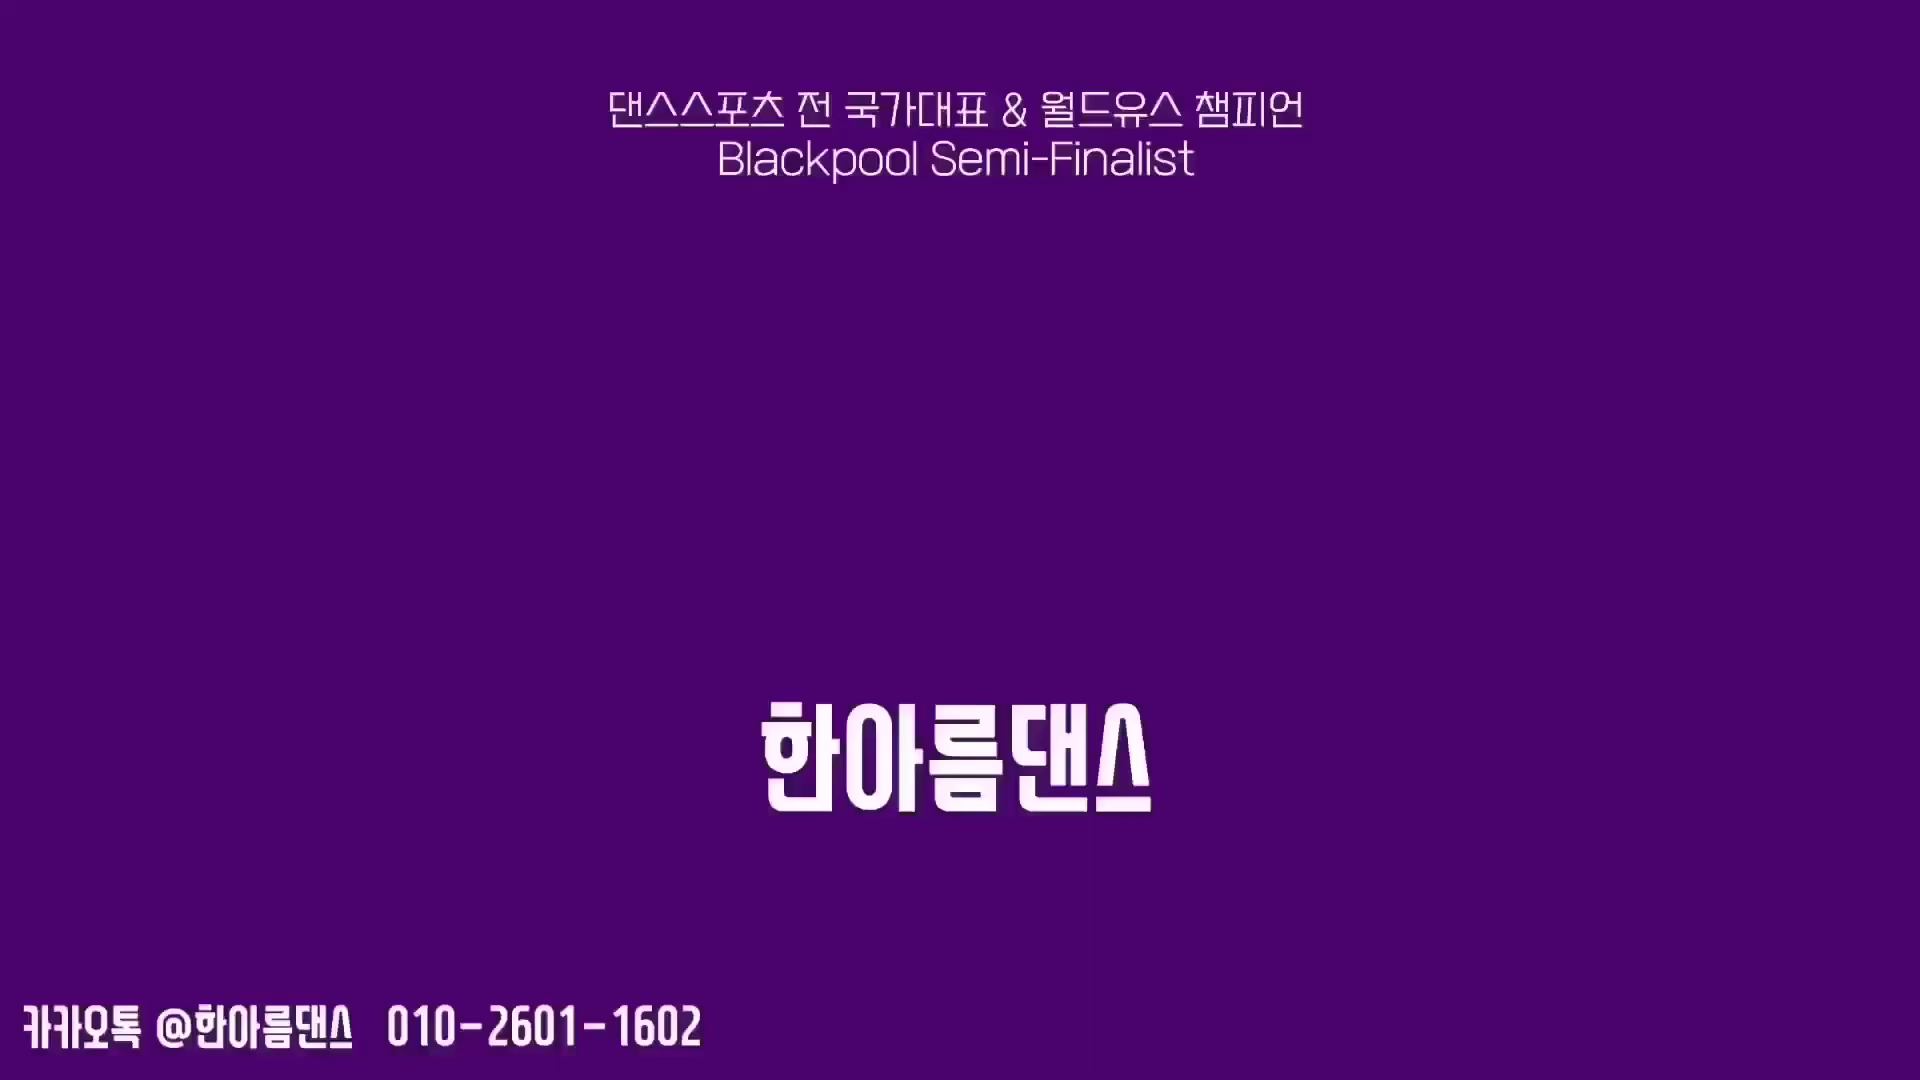 댄스스포츠 전 국가대표 & 월드유스 챔피언
Blackpool Semi-Finalist
한아름댄스
카카오톡 @한아름댄스 010-2601-1602